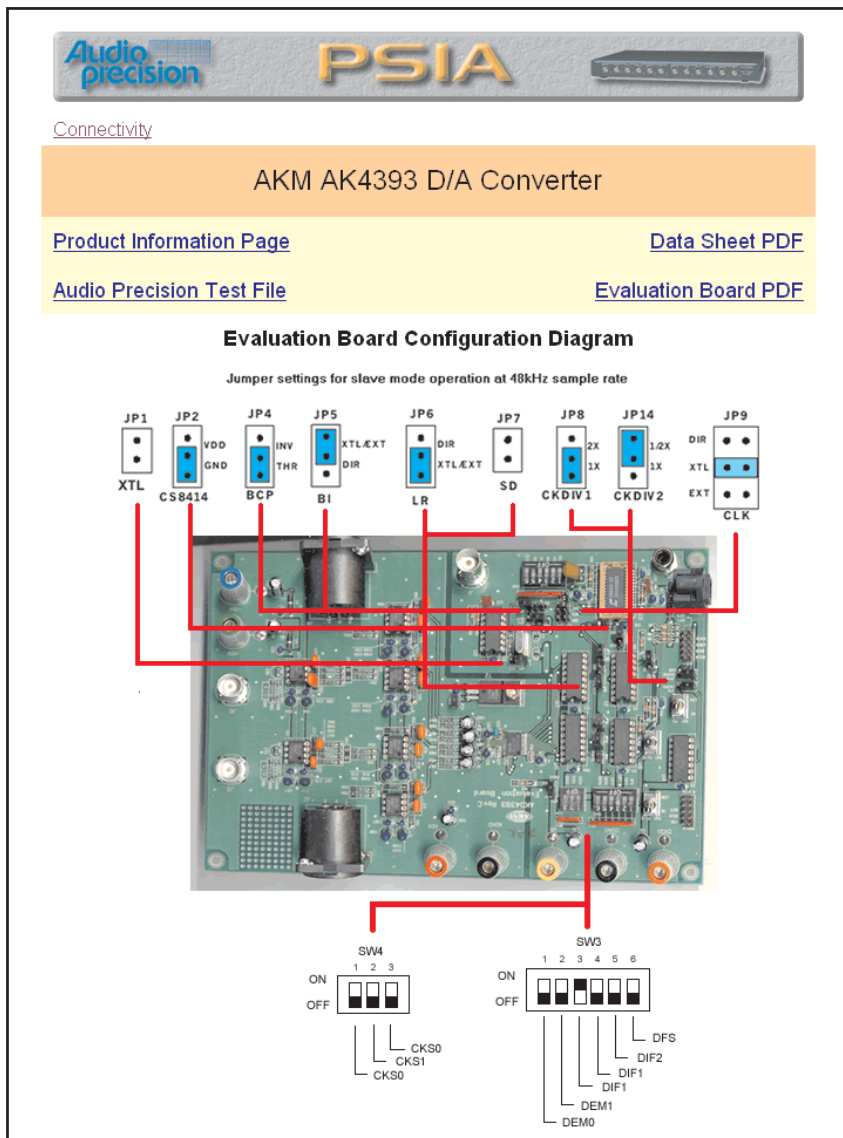 Audio precision
PSIA
Connectivity
AKM AK4393 D/A Converter
Product Information Page
Data Sheet PDF
Audio Precision Test File
Evaluation Board PDF
Evaluation Board Configuration Diagram
Jumper settings for slave mode operation at 48kHz sample rate
JP1
XTL
JP2
VDD
GND
CS8414
JP4
INV
THR
BCP
JP5
XTL/EXT
DIR
BI
JP6
DIR
XTL/EXT
LR
JP7
SD
JP8
2X
1X
CKDIV1
JP14
1/2X
1X
CKDIV2
JP9
DIR
XTL
EXT
CLK
AKD4393 Rev.C
Evaluation Board
SW4
1 2 3
ON
OFF
CKS0
CKS1
CKS0
SW3
1 2 3 4 5 6
ON
OFF
DFS
DIF2
DIF1
DIF1
DEM1
DEM0